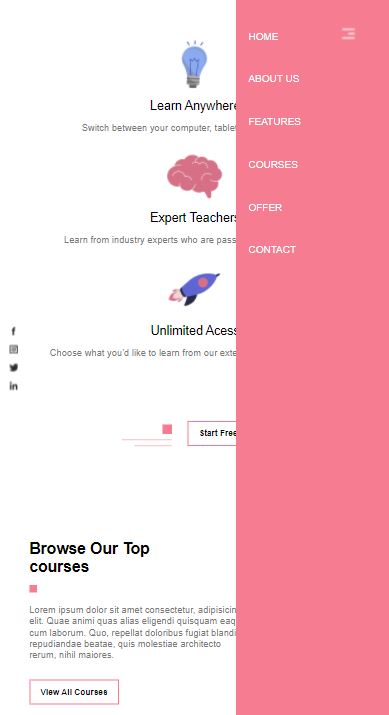 HOME
ABOUT US
FEATURES
COURSES
OFFER
CONTACT
Learn Anywhere
Switch between your computer, tablet
Expert Teachers
Learn from industry experts who are pass
Unlimited Acess
Choose what you'd like to learn from our exte
Start Free
Browse Our Top
courses
Lorem ipsum dolor sit amet consectetur, adipisicin
elit. Quae animi quas alias eligendi quisquam eaq
cum laborum. Quo, repellat doloribus fugiat blandi
repudiandae beatae, quis molestiae architecto
rerum, nihil maiores.
View All Courses